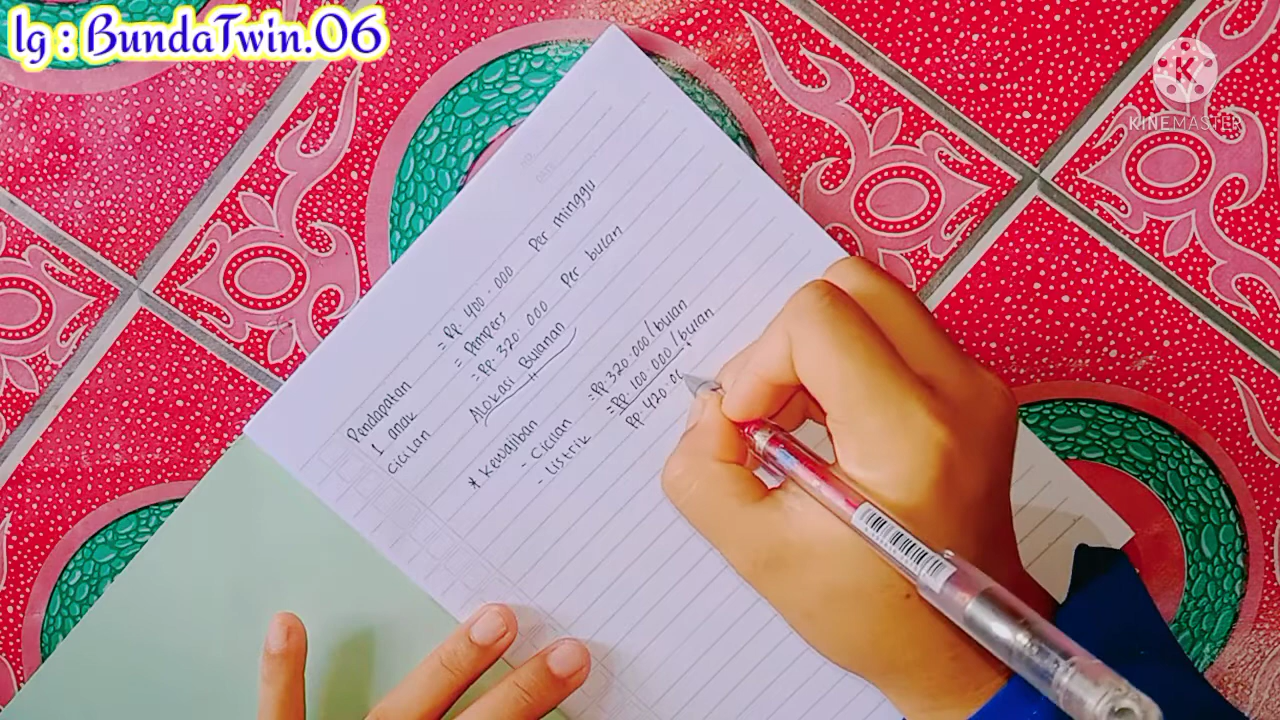 Ig : BundaTwin.06
KINEMASTER
Pendapatan = Rp. 400.000 Per minggu
1 anak = Pempers
Cicilan = Rp. 320.000 Per bulan
Alokasi Bulanan
* Kewajiban
- Cicilan = Rp. 320.000/bulan
- Listrik = Rp. 100.000/bulan
Rp. 420.00